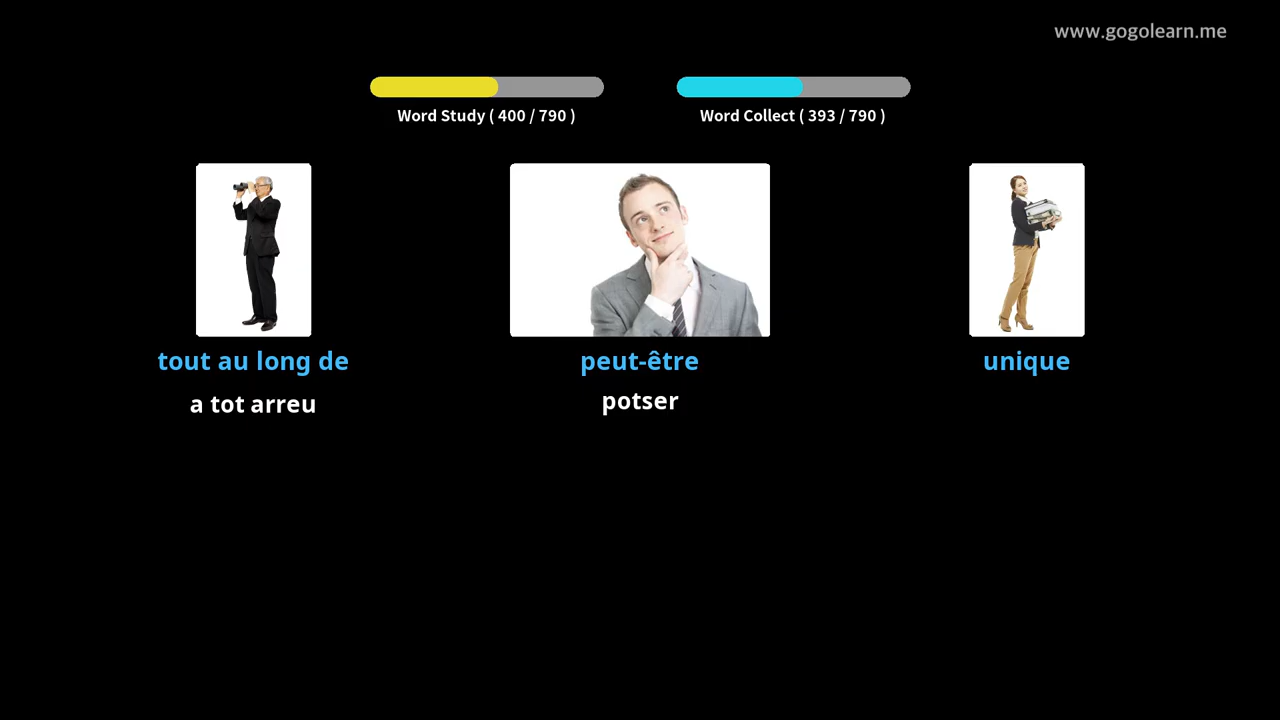 www.gogolearn.me
Word Study ( 400 / 790 )
Word Collect ( 393 / 790 )
tout au long de
a tot arreu
peut-être
potser
unique